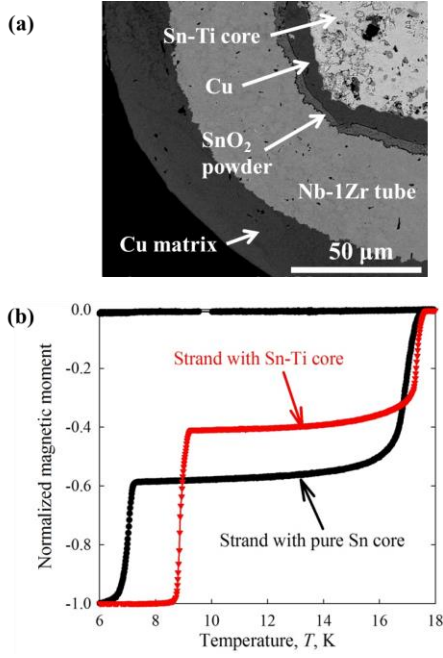 (a)
Sn-Ti core
Cu
SnO₂
powder
Nb-1Zr tube
Cu matrix
50 µm
(b)
0.0
-0.2
-0.4
-0.6
-0.8
-1.0
Normalized magnetic moment
Strand with Sn-Ti core
Strand with pure Sn core
6 8 10 12 14 16 18
Temperature, T, K